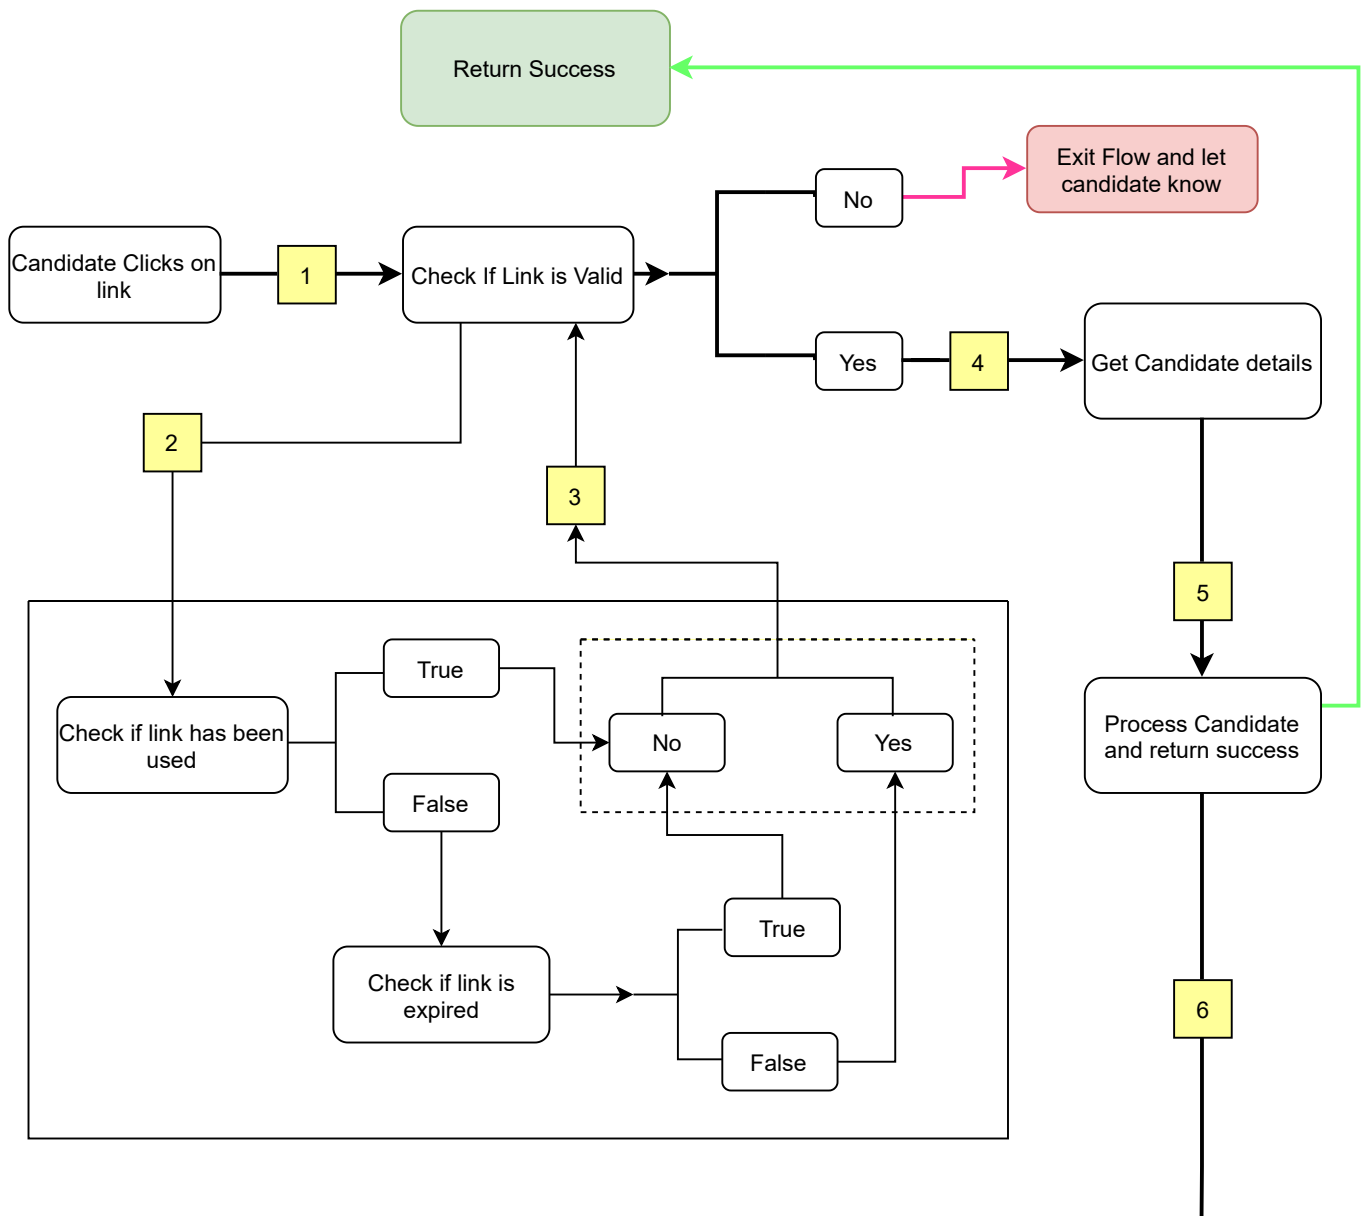 Return Success
Exit Flow and let
candidate know
No
Candidate Clicks on
link
1
Check If Link is Valid
Yes
4
Get Candidate details
2
3
5
True
Check if link has been
used
No
Yes
Process Candidate
and return success
False
True
Check if link is
expired
False
6